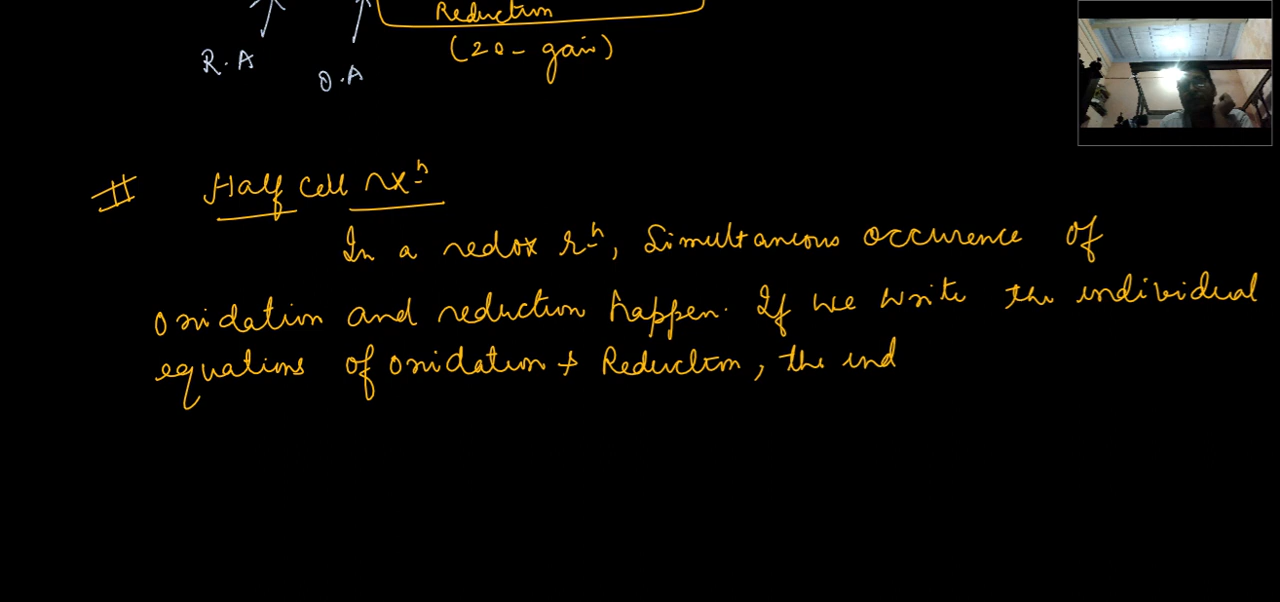 Reduction
(2e- gain)
R.A
O.A
# Half Cell rxⁿ
In a redox rⁿ, Simultaneous occurence of
oxidation and reduction happen. If we write the individual
equations of oxidation & Reduction, the ind